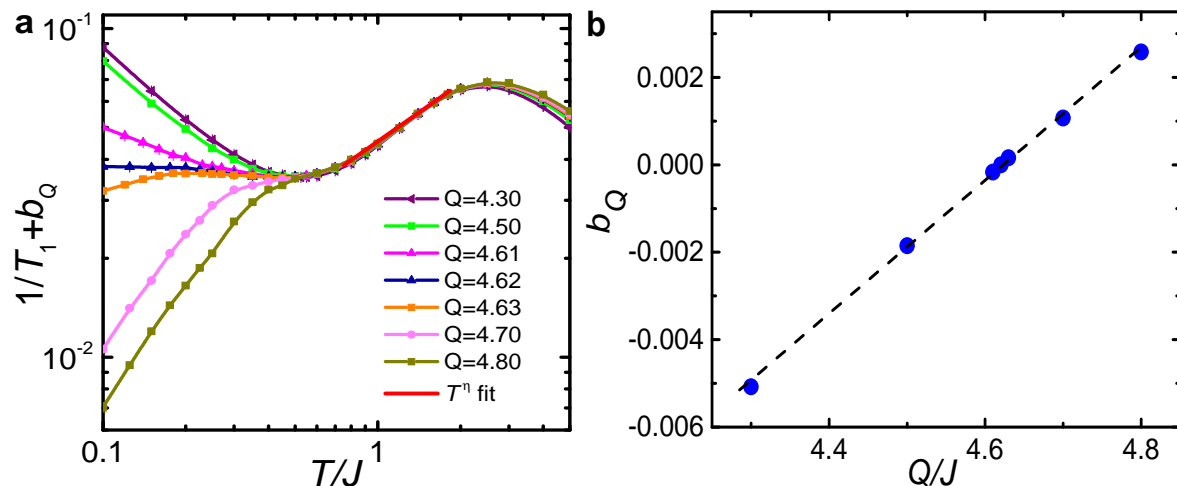 a
10⁻¹
10⁻²
1/T₁+b_Q
Q=4.30
Q=4.50
Q=4.61
Q=4.62
Q=4.63
Q=4.70
Q=4.80
T^η fit
0.1
1
T/J
b
0.002
0.000
-0.002
-0.004
-0.006
b_Q
4.4
4.6
4.8
Q/J